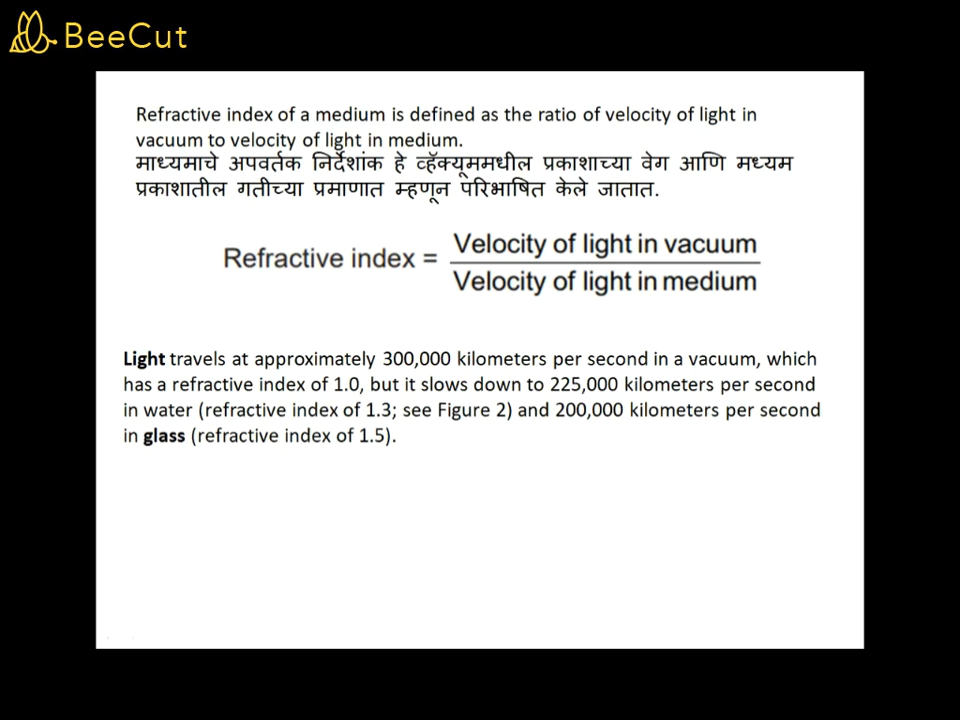 BeeCut
Refractive index of a medium is defined as the ratio of velocity of light in
vacuum to velocity of light in medium.
माध्यमाचे अपवर्तक निर्देशांक हे व्हॅक्यूममधील प्रकाशाच्या वेग आणि मध्यम
प्रकाशातील गतीच्या प्रमाणात म्हणून परिभाषित केले जातात.
Refractive index = Velocity of light in vacuum
Velocity of light in medium
Light travels at approximately 300,000 kilometers per second in a vacuum, which
has a refractive index of 1.0, but it slows down to 225,000 kilometers per second
in water (refractive index of 1.3; see Figure 2) and 200,000 kilometers per second
in glass (refractive index of 1.5).